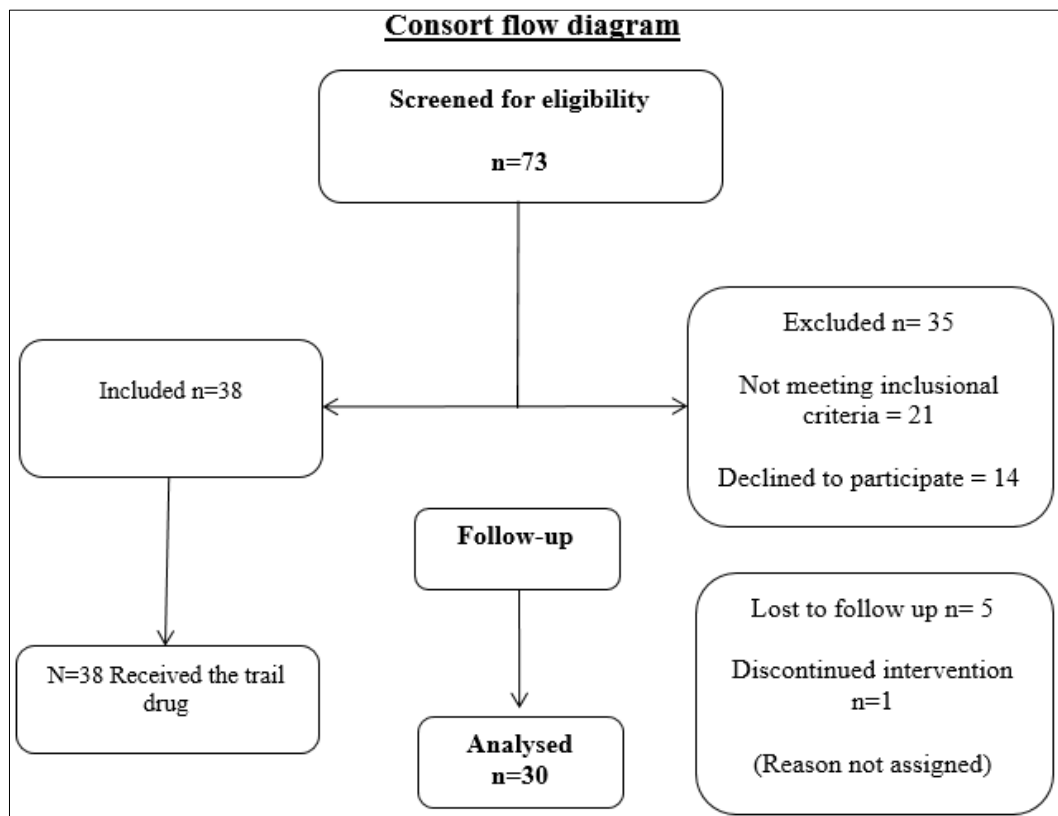 Consort flow diagram
Screened for eligibility
n=73
Included n=38
Excluded n= 35
Not meeting inclusional
criteria = 21
Declined to participate = 14
Follow-up
N=38 Received the trail
drug
Analysed
n=30
Lost to follow up n= 5
Discontinued intervention
n=1
(Reason not assigned)